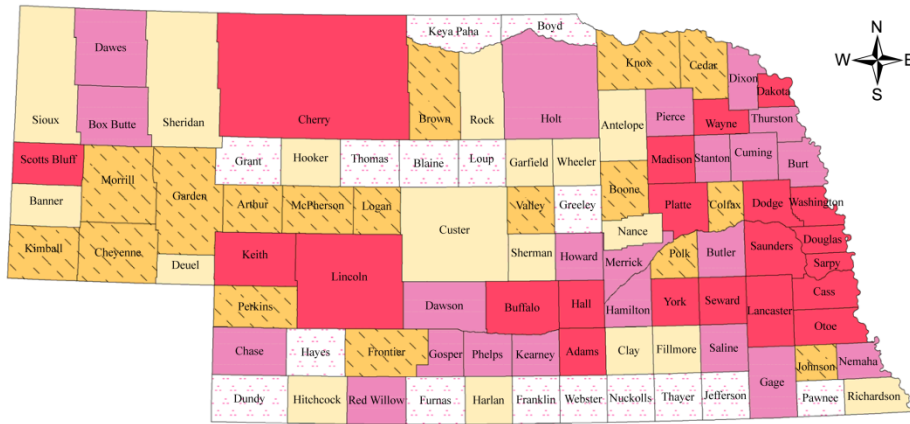 Keya Paha
Boyd
N
W
E
S
Dawes
Knox
Cedar
Dixon
Dakota
Sioux
Box Butte
Sheridan
Cherry
Brown
Rock
Holt
Antelope
Pierce
Wayne
Thurston
Scotts Bluff
Morrill
Garden
Grant
Hooker
Thomas
Blaine
Loup
Garfield
Wheeler
Madison
Stanton
Cuming
Burt
Banner
Arthur
McPherson
Logan
Custer
Valley
Greeley
Boone
Platte
Colfax
Dodge
Washington
Kimball
Cheyenne
Deuel
Keith
Lincoln
Sherman
Howard
Nance
Merrick
Polk
Butler
Saunders
Douglas
Sarpy
Perkins
Dawson
Buffalo
Hall
Hamilton
York
Seward
Lancaster
Cass
Otoe
Chase
Hayes
Frontier
Gosper
Phelps
Kearney
Adams
Clay
Fillmore
Saline
Gage
Johnson
Nemaha
Dundy
Hitchcock
Red Willow
Furnas
Harlan
Franklin
Webster
Nuckolls
Thayer
Jefferson
Pawnee
Richardson